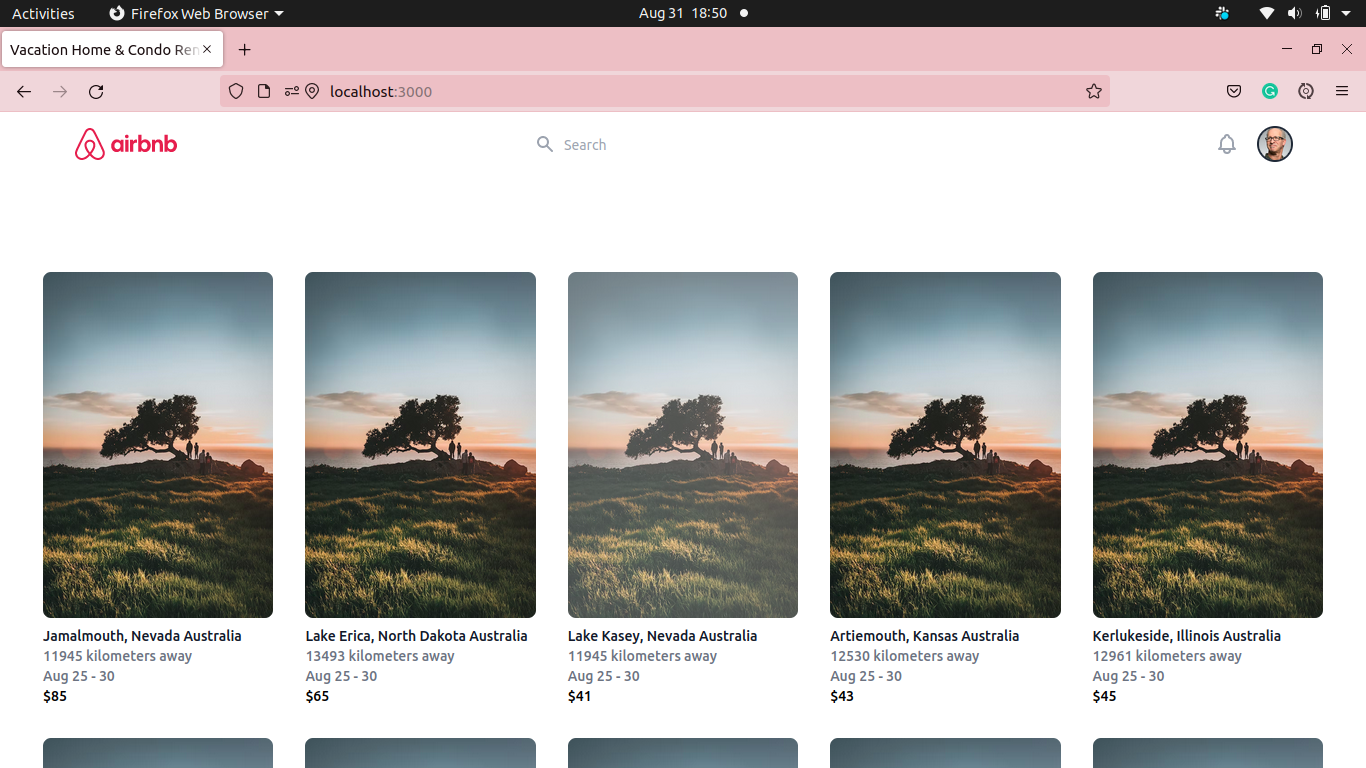 Activities
Firefox Web Browser
Aug 31 18:50
Vacation Home & Condo Ren
localhost:3000
airbnb
Search
Jamalmouth, Nevada Australia
11945 kilometers away
Aug 25 - 30
$85
Lake Erica, North Dakota Australia
13493 kilometers away
Aug 25 - 30
$65
Lake Kasey, Nevada Australia
11945 kilometers away
Aug 25 - 30
$41
Artiemouth, Kansas Australia
12530 kilometers away
Aug 25 - 30
$43
Kerlukeside, Illinois Australia
12961 kilometers away
Aug 25 - 30
$45